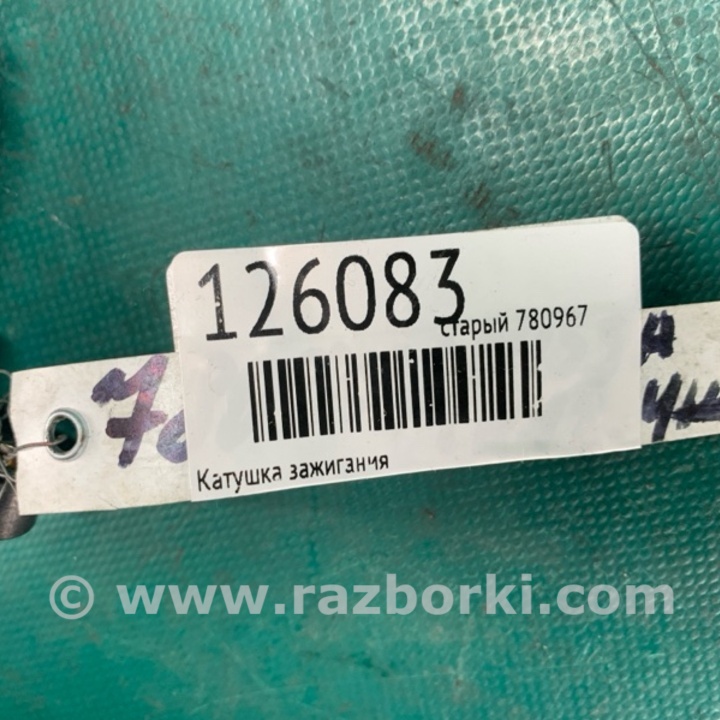 126083
старый 780967
Катушка зажигания
© www.razborki.com